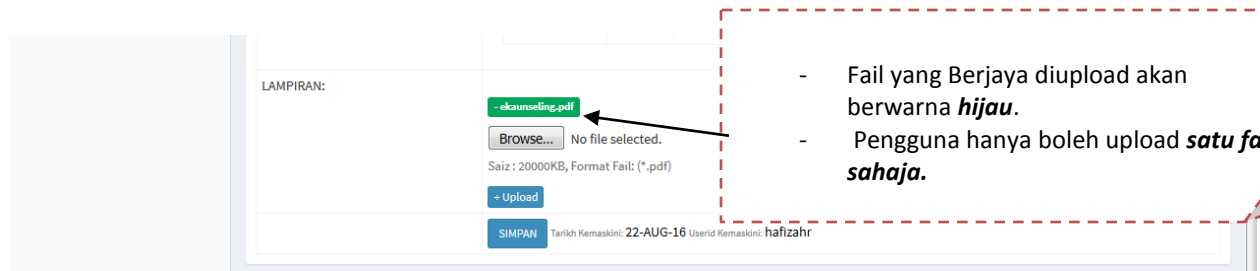 LAMPIRAN:
- ekaunseling.pdf
Browse... No file selected.
Saiz : 20000KB, Format Fail: (*.pdf)
+ Upload
SIMPAN Tarikh Kemaskini: 22-AUG-16 Userid Kemaskini: hafizahr
- Fail yang Berjaya diupload akan
berwarna hijau.
- Pengguna hanya boleh upload satu
sahaja.